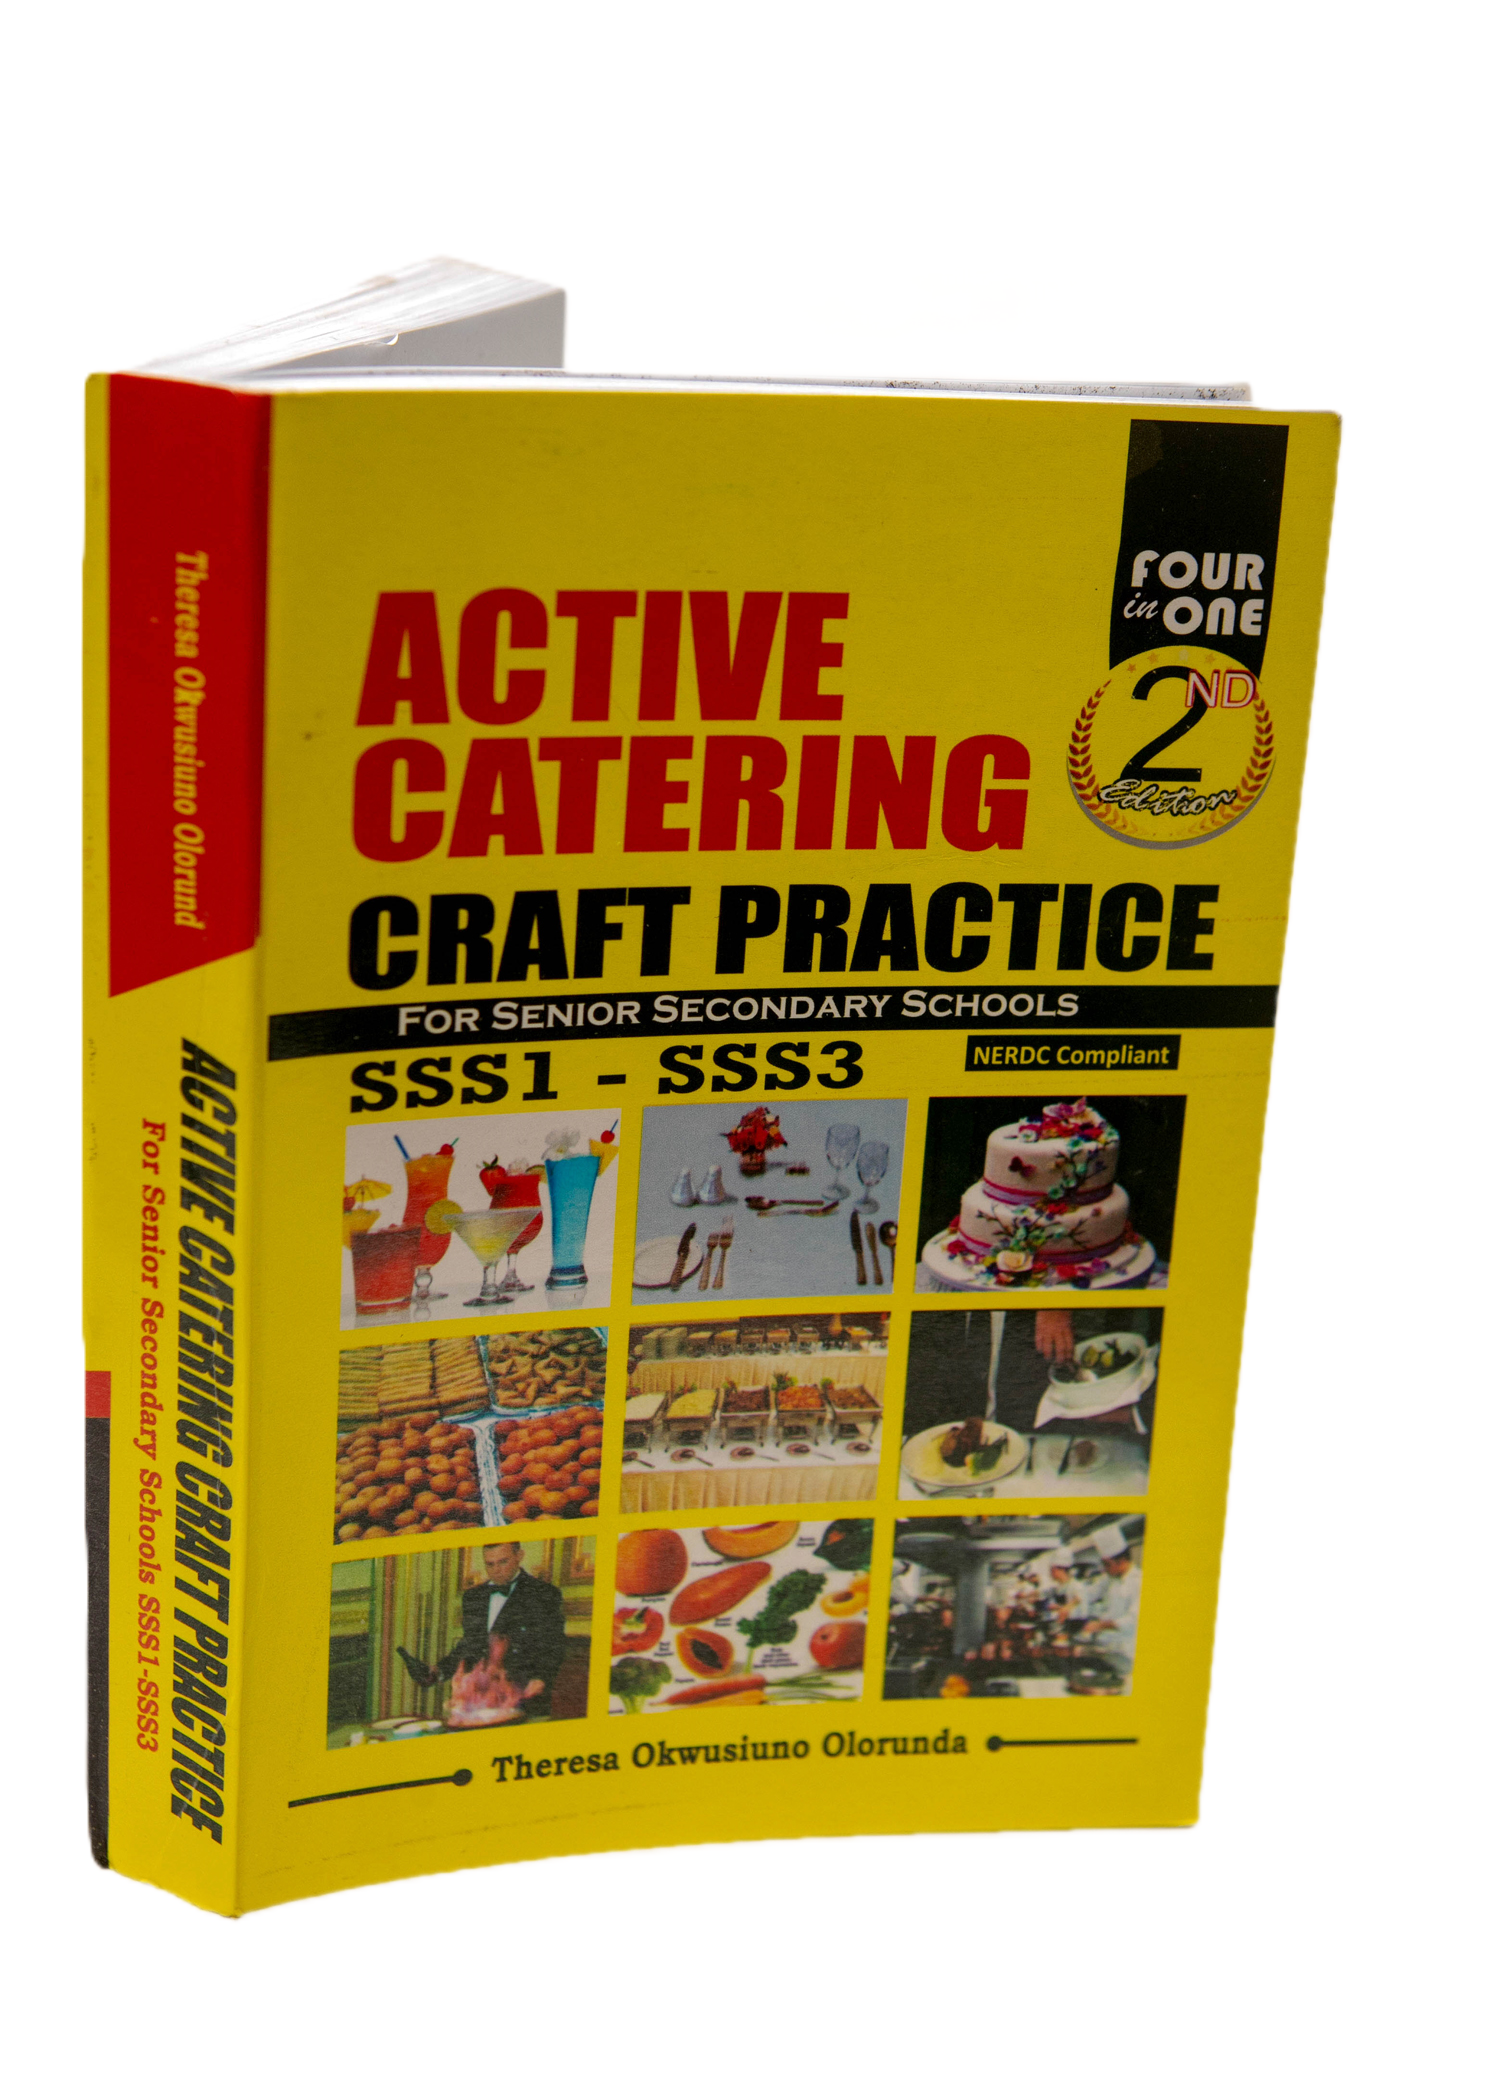 FOUR
in ONE
2ND
Edition
ACTIVE
CATERING
CRAFT PRACTICE
FOR SENIOR SECONDARY SCHOOLS
SSS1 - SSS3
NERDC Compliant
Theresa Okwusiuno Olorunda
Theresa Okwusiuno Olorund
ACTIVE CATERING CRAFT PRACTICE
For Senior Secondary Schools SSS1-SSS3